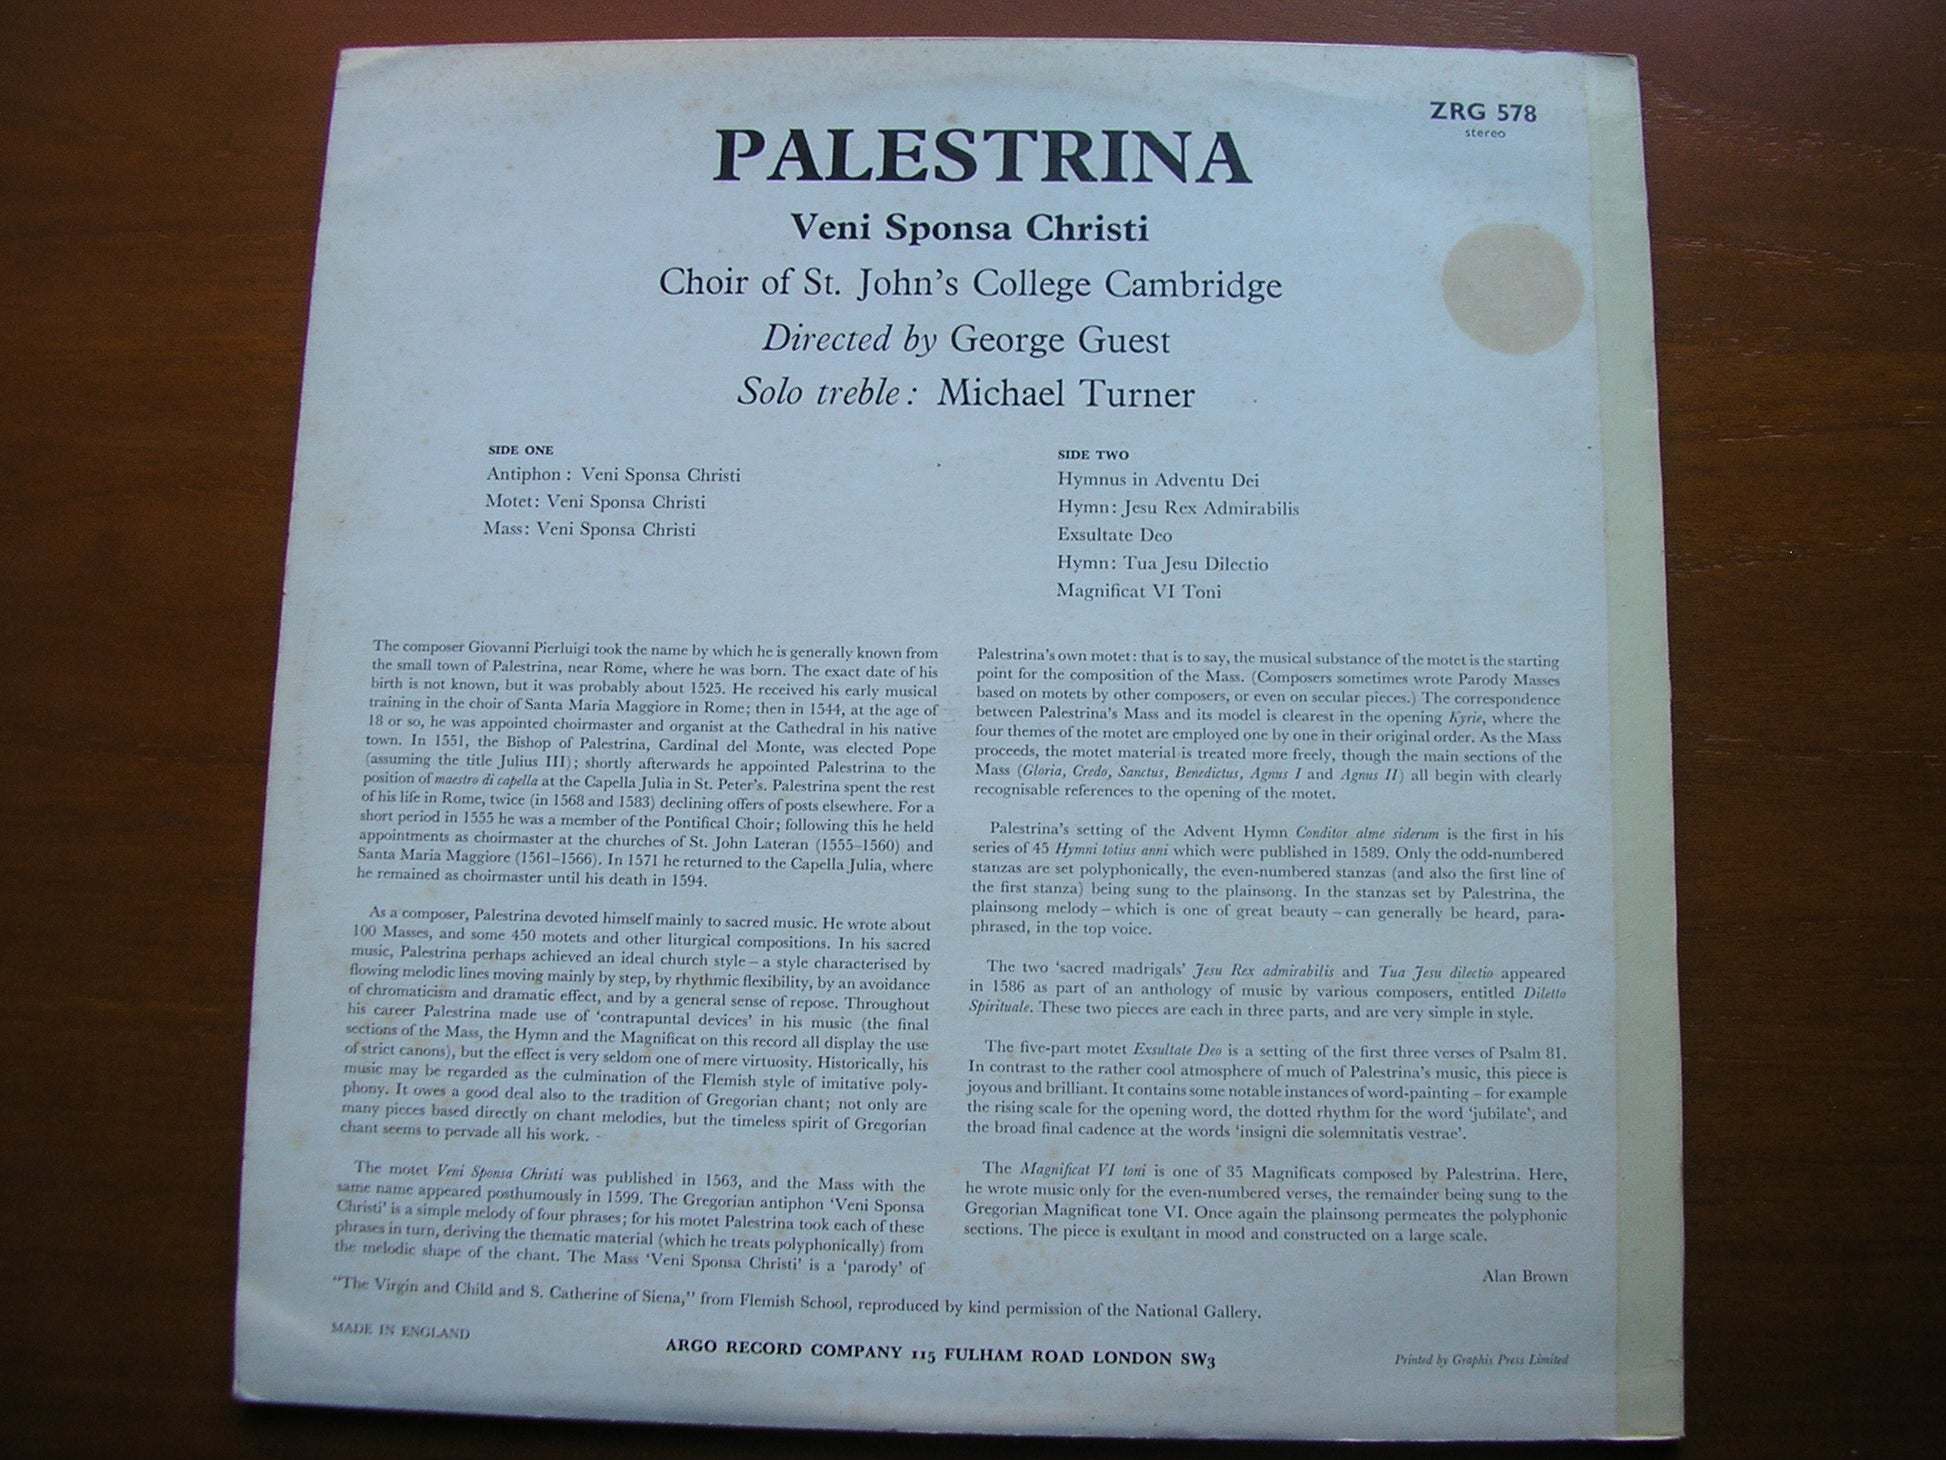 ZRG 578
stereo
PALESTRINA
Veni Sponsa Christi
Choir of St. John's College Cambridge
Directed by George Guest
Solo treble: Michael Turner
SIDE ONE
Antiphon: Veni Sponsa Christi
Motet: Veni Sponsa Christi
Mass: Veni Sponsa Christi
SIDE TWO
Hymnus in Adventu Dei
Hymn: Jesu Rex Admirabilis
Exsultate Deo
Hymn: Tua Jesu Dilectio
Magnificat VI Toni
The composer Giovanni Pierluigi took the name by which he is generally known from
the small town of Palestrina, near Rome, where he was born. The exact date of his
birth is not known, but it was probably about 1525. He received his early musical
training in the choir of Santa Maria Maggiore in Rome; then in 1544, at the age of
18 or so, he was appointed choirmaster and organist at the Cathedral in his native
town. In 1551, the Bishop of Palestrina, Cardinal del Monte, was elected Pope
(assuming the title Julius III); shortly afterwards he appointed Palestrina to the
position of maestro di capella at the Capella Julia in St. Peter's. Palestrina spent the rest
of his life in Rome, twice (in 1568 and 1583) declining offers of posts elsewhere. For a
short period in 1555 he was a member of the Pontifical Choir; following this he held
appointments as choirmaster at the churches of St. John Lateran (1555–1560) and
Santa Maria Maggiore (1561–1566). In 1571 he returned to the Capella Julia, where
he remained as choirmaster until his death in 1594.
As a composer, Palestrina devoted himself mainly to sacred music. He wrote about
100 Masses, and some 450 motets and other liturgical compositions. In his sacred
music, Palestrina perhaps achieved an ideal church style – a style characterised by
flowing melodic lines moving mainly by step, by rhythmic flexibility, by an avoidance
of chromaticism and dramatic effect, and by a general sense of repose. Throughout
his career Palestrina made use of 'contrapuntal devices' in his music (the final
sections of the Mass, the Hymn and the Magnificat on this record all display the use
of strict canons), but the effect is very seldom one of mere virtuosity. Historically, his
music may be regarded as the culmination of the Flemish style of imitative poly-
phony. It owes a good deal also to the tradition of Gregorian chant; not only are
many pieces based directly on chant melodies, but the timeless spirit of Gregorian
chant seems to pervade all his work.
The motet Veni Sponsa Christi was published in 1563, and the Mass with the
same name appeared posthumously in 1599. The Gregorian antiphon 'Veni Sponsa
Christi' is a simple melody of four phrases; for his motet Palestrina took each of these
phrases in turn, deriving the thematic material (which he treats polyphonically) from
the melodic shape of the chant. The Mass 'Veni Sponsa Christi' is a 'parody' of
Palestrina's own motet: that is to say, the musical substance of the motet is the starting
point for the composition of the Mass. (Composers sometimes wrote Parody Masses
based on motets by other composers, or even on secular pieces.) The correspondence
between Palestrina's Mass and its model is clearest in the opening Kyrie, where the
four themes of the motet are employed one by one in their original order. As the Mass
proceeds, the motet material is treated more freely, though the main sections of the
Mass (Gloria, Credo, Sanctus, Benedictus, Agnus I and Agnus II) all begin with clearly
recognisable references to the opening of the motet.
Palestrina's setting of the Advent Hymn Conditor alme siderum is the first in his
series of 45 Hymni totius anni which were published in 1589. Only the odd-numbered
stanzas are set polyphonically, the even-numbered stanzas (and also the first line of
the first stanza) being sung to the plainsong. In the stanzas set by Palestrina, the
plainsong melody – which is one of great beauty – can generally be heard, para-
phrased, in the top voice.
The two 'sacred madrigals' Jesu Rex admirabilis and Tua Jesu dilectio appeared
in 1586 as part of an anthology of music by various composers, entitled Diletto
Spirituale. These two pieces are each in three parts, and are very simple in style.
The five-part motet Exsultate Deo is a setting of the first three verses of Psalm 81.
In contrast to the rather cool atmosphere of much of Palestrina's music, this piece is
joyous and brilliant. It contains some notable instances of word-painting – for example
the rising scale for the opening word, the dotted rhythm for the word 'jubilate', and
the broad final cadence at the words 'insigni die solemnitatis vestrae'.
The Magnificat VI toni is one of 35 Magnificats composed by Palestrina. Here,
he wrote music only for the even-numbered verses, the remainder being sung to the
Gregorian Magnificat tone VI. Once again the plainsong permeates the polyphonic
sections. The piece is exultant in mood and constructed on a large scale.
Alan Brown
"The Virgin and Child and S. Catherine of Siena," from Flemish School, reproduced by kind permission of the National Gallery.
MADE IN ENGLAND
ARGO RECORD COMPANY 115 FULHAM ROAD LONDON SW3
Printed by Graphis Press Limited